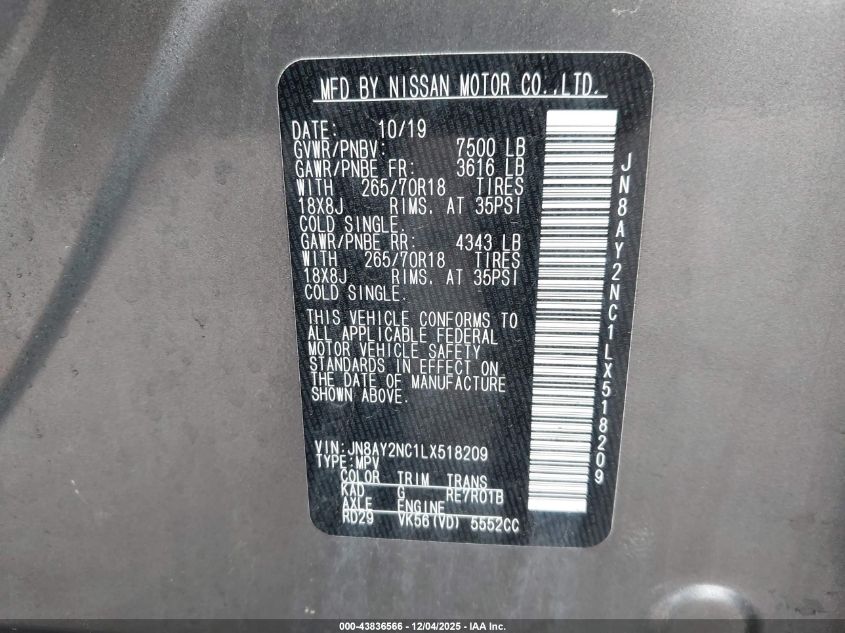 MFD BY NISSAN MOTOR CO.,LTD.
DATE: 10/19
GVWR/PNBV: 7500 LB
GAWR/PNBE FR: 3616 LB
WITH 265/70R18 TIRES
18X8J RIMS. AT 35PSI
COLD SINGLE.
GAWR/PNBE RR: 4343 LB
WITH 265/70R18 TIRES
18X8J RIMS. AT 35PSI
COLD SINGLE.
THIS VEHICLE CONFORMS TO
ALL APPLICABLE FEDERAL
MOTOR VEHICLE SAFETY
STANDARDS IN EFFECT ON
THE DATE OF MANUFACTURE
SHOWN ABOVE.
VIN:JN8AY2NC1LX518209
TYPE:MPV
COLOR TRIM TRANS
KAD G RE7R01B
AXLE ENGINE
RD29 VK56(VD) 5552CC
JN8AY2NC1LX518209
000-43836566 - 12/04/2025 - IAA Inc.